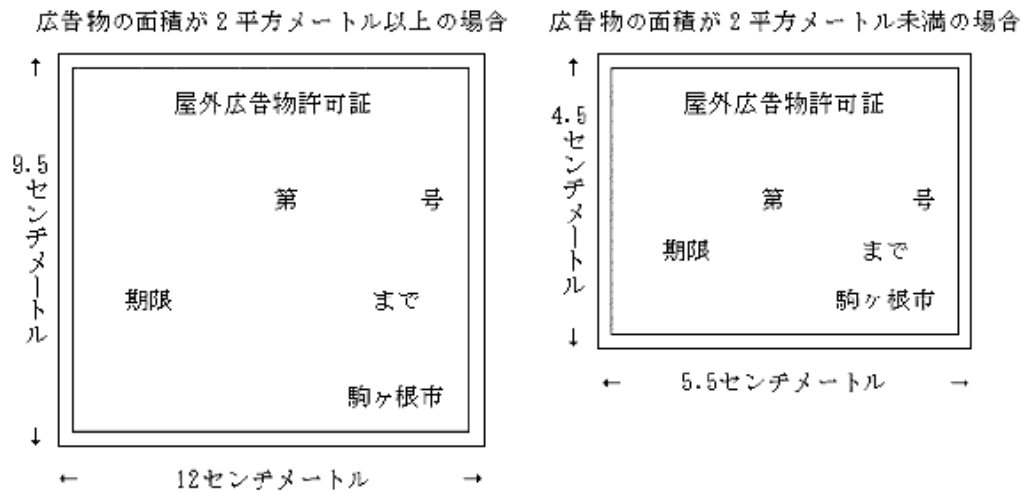 広告物の面積が2平方メートル以上の場合
↑
9.5センチメートル
↓
屋外広告物許可証
第　　　号
期限　　　まで
駒ヶ根市
← 12センチメートル →
広告物の面積が2平方メートル未満の場合
↑
4.5センチメートル
↓
屋外広告物許可証
第　　　号
期限　　　まで
駒ヶ根市
← 5.5センチメートル →